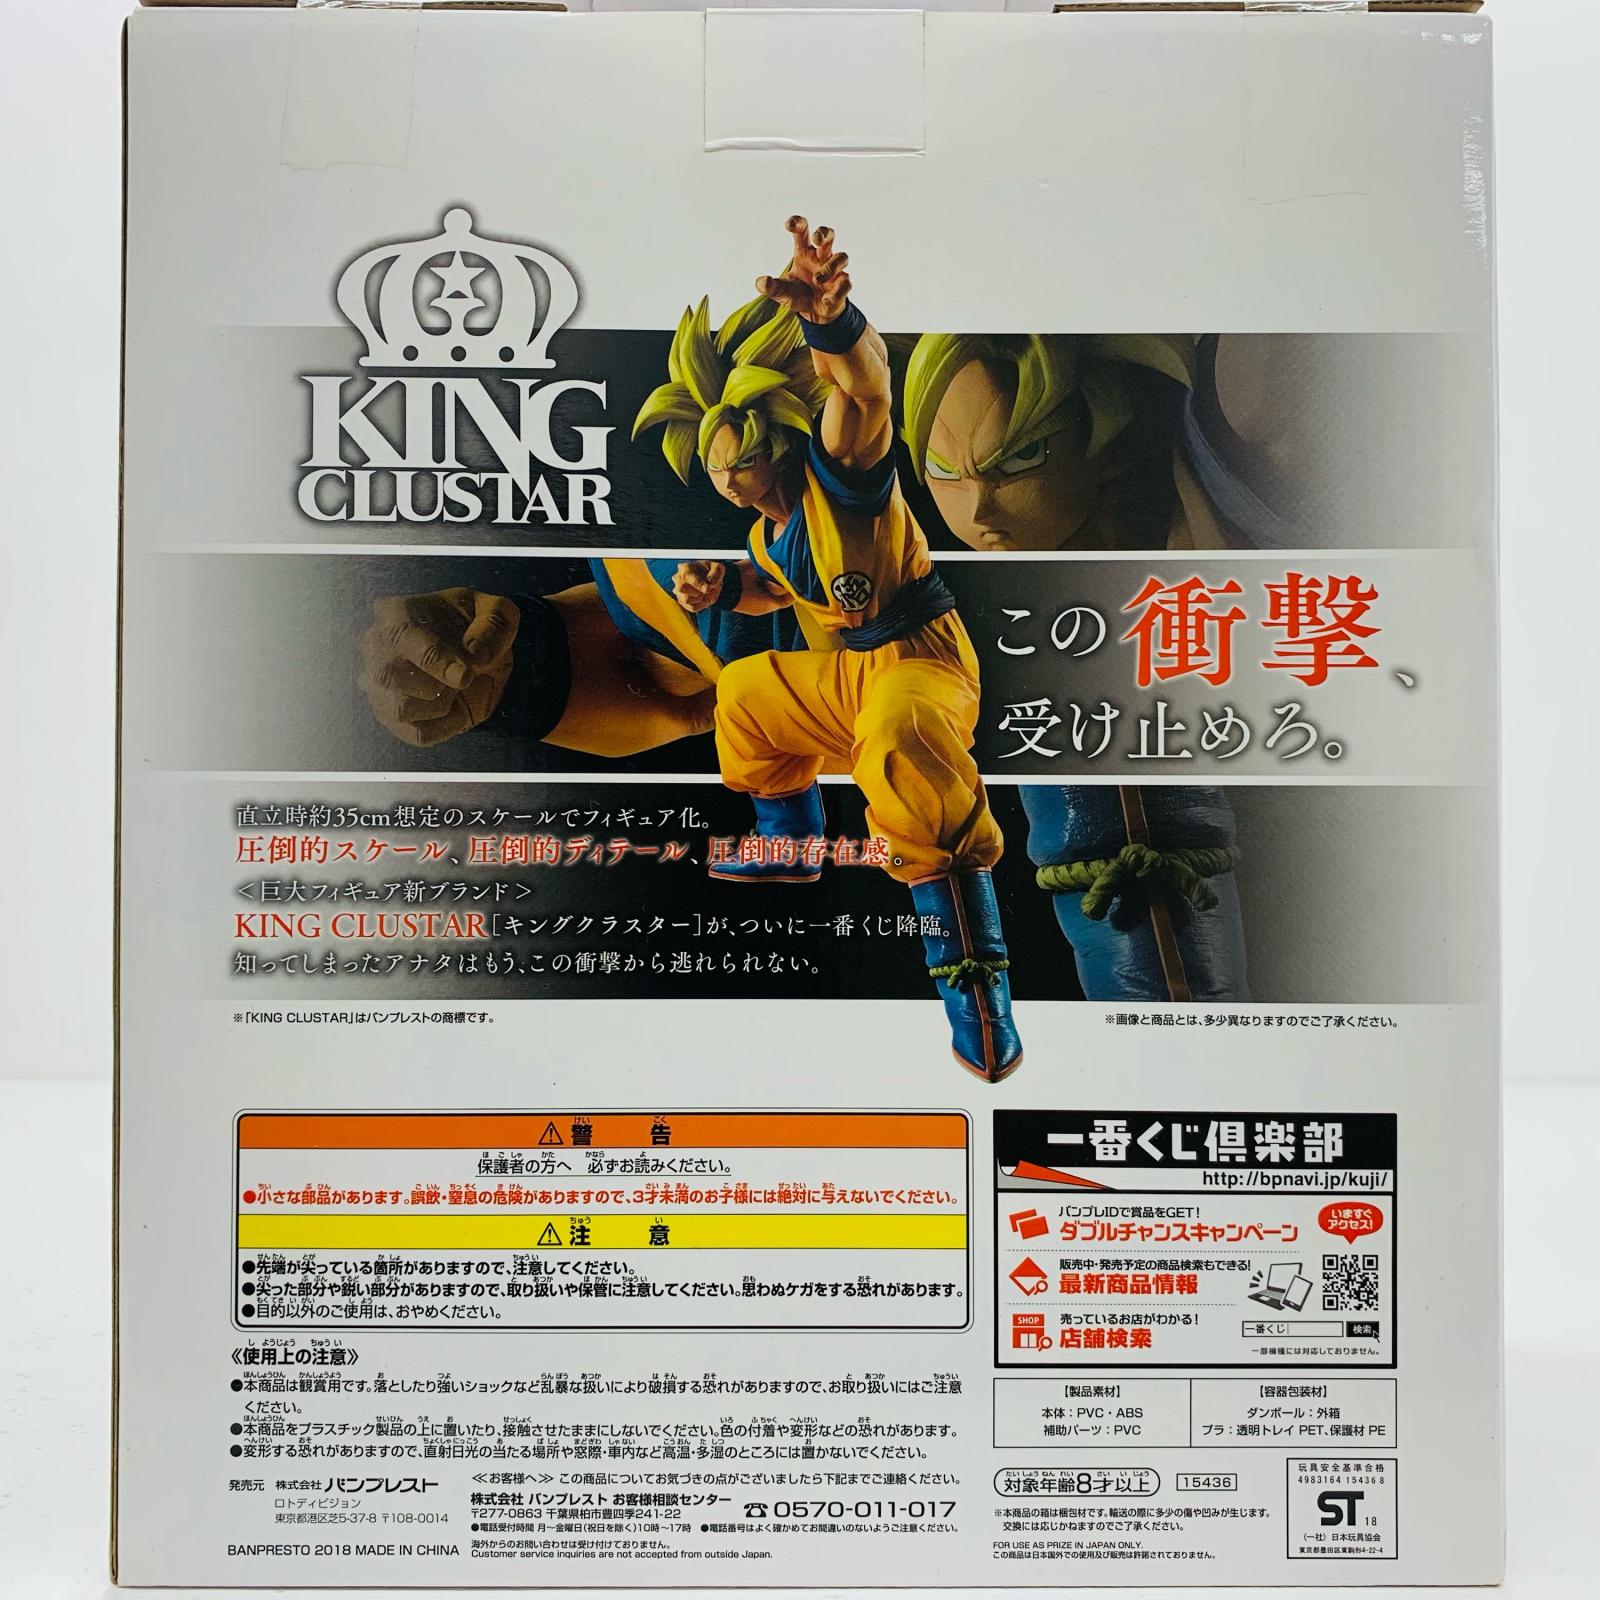 KING
CLUSTAR
悟
この衝撃、
受け止めろ。
直立時約35cm想定のスケールでフィギュア化。
圧倒的スケール、圧倒的ディテール、圧倒的存在感。
＜巨大フィギュア新ブランド＞
KING CLUSTAR[キングクラスター]が、ついに一番くじ降臨。
知ってしまったアナタはもう、この衝撃から逃れられない。
※「KING CLUSTAR」はバンプレストの商標です。
※画像と商品とは、多少異なりますのでご了承ください。
⚠警告
保護者の方へ 必ずお読みください。
●小さな部品があります。誤飲・窒息の危険がありますので、3才未満のお子様には絶対に与えないでください。
⚠注意
●先端が尖っている箇所がありますので、注意してください。
●尖った部分や鋭い部分がありますので、取り扱いや保管に注意してください。思わぬケガをする恐れがあります。
●目的以外のご使用は、おやめください。
《使用上の注意》
●本商品は観賞用です。落としたり強いショックなど乱暴な扱いにより破損する恐れがありますので、お取り扱いにはご注意
ください。
●本商品をプラスチック製品の上に置いたり、接触させたままにしないでください。色の付着や変形などの恐れがあります。
●変形する恐れがありますので、直射日光の当たる場所や窓際・車内など高温・多湿のところには置かないでください。
発売元 株式会社 バンプレスト
ロトディビジョン
東京都港区芝5-37-8 〒108-0014
BANPRESTO 2018 MADE IN CHINA
≪お客様へ≫ この商品についてお気づきの点がございましたら下記までご連絡ください。
株式会社 バンプレスト お客様相談センター
〒277-0863 千葉県柏市豊四季241-22
☎0570-011-017
●電話受付時間 月～金曜日(祝日を除く)10時～17時 ●電話番号はよく確かめてお間違いのないようご注意ください。
海外からのお問い合わせは受け付けておりません。
Customer service inquiries are not accepted from outside Japan.
一番くじ倶楽部
http://bpnavi.jp/kuji/
バンプレIDで賞品をGET!
ダブルチャンスキャンペーン
いますぐ
アクセス!
販売中・発売予定の商品検索もできる!
最新商品情報
SHOP
売っているお店がわかる!
店舗検索
一番くじ
検索
一部機種には対応しておりません。
【製品素材】
本体：PVC・ABS
補助パーツ：PVC
【容器包装材】
ダンボール：外箱
プラ：透明トレイ PET、保護材 PE
対象年齢8才以上
15436
※本商品の箱は梱包材です。輸送の際に多少の傷や凹みが生じます。
交換には応じかねますのでご了承ください。
FOR USE AS PRIZE IN JAPAN ONLY.
この商品は日本国外での使用及び販売は許諾されておりません。
玩具安全基準合格
4983164 154368
ST 18
(一社) 日本玩具協会
東京都墨田区東駒形4-22-4